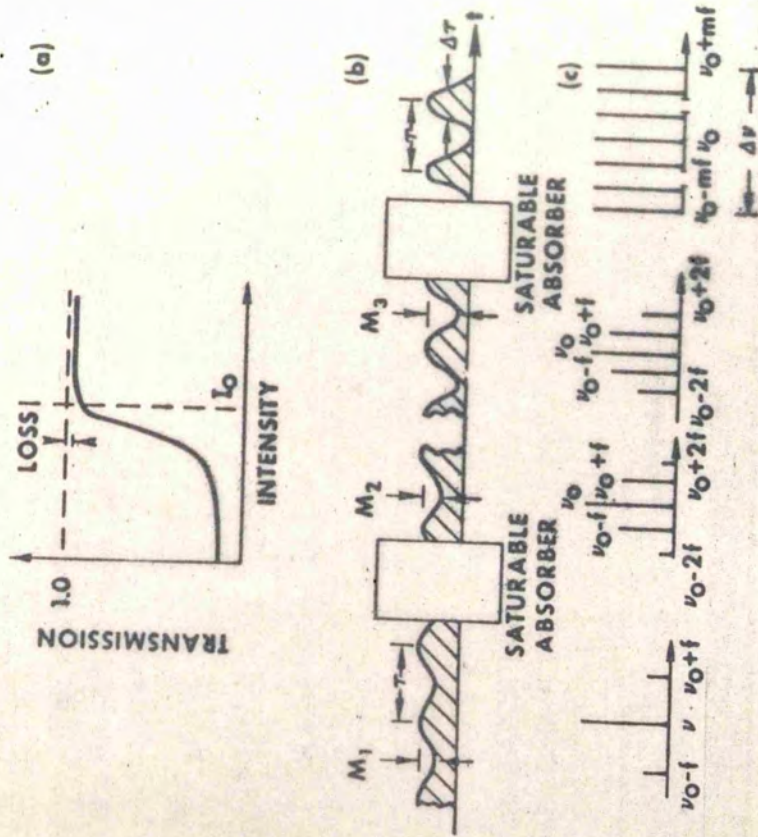 (a)
TRANSMISSION
1.0
LOSS
I₀
INTENSITY
(b)
M₁
τ
M₂
M₃
τ
Δτ
t
SATURABLE
ABSORBER
SATURABLE
ABSORBER
(c)
ν₀-f ν ν₀+f
ν₀-2f ν₀-f ν₀ ν₀+f ν₀+2f
ν₀-2f ν₀-f ν₀ ν₀+f ν₀+2f
ν₀-mf ν₀ ν₀+mf
Δν